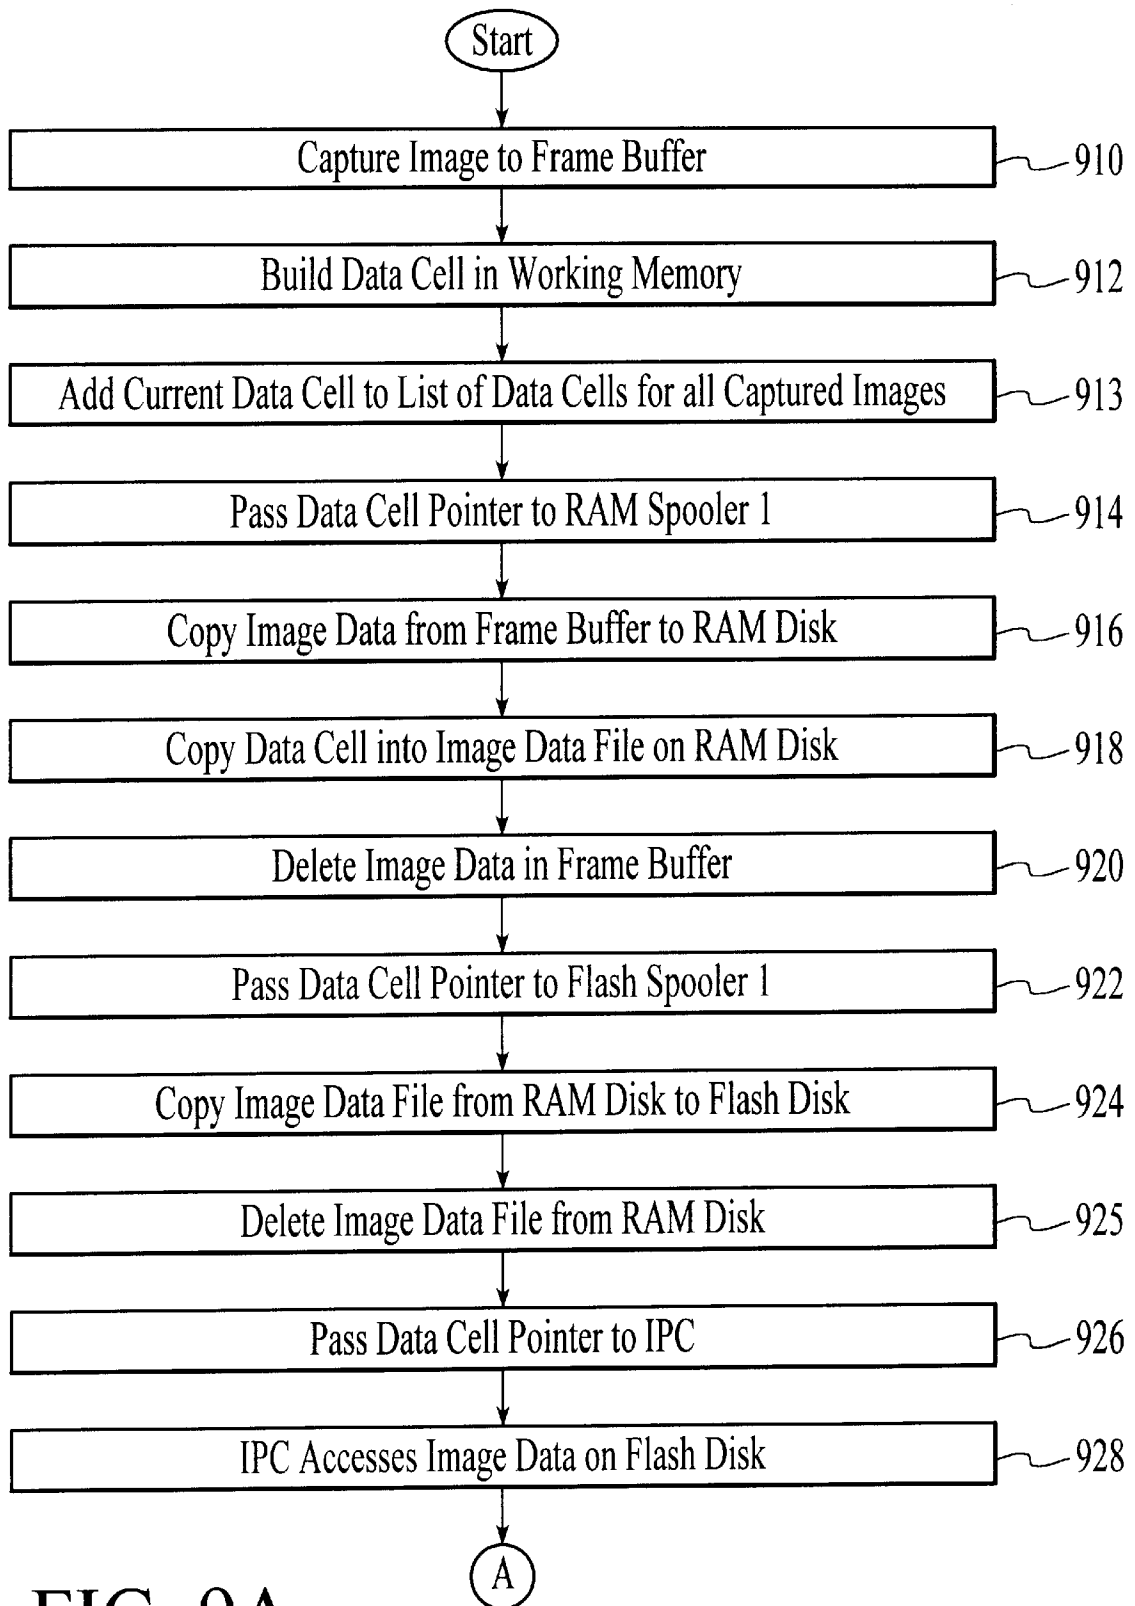 Start
Capture Image to Frame Buffer
910
Build Data Cell in Working Memory
912
Add Current Data Cell to List of Data Cells for all Captured Images
913
Pass Data Cell Pointer to RAM Spooler 1
914
Copy Image Data from Frame Buffer to RAM Disk
916
Copy Data Cell into Image Data File on RAM Disk
918
Delete Image Data in Frame Buffer
920
Pass Data Cell Pointer to Flash Spooler 1
922
Copy Image Data File from RAM Disk to Flash Disk
924
Delete Image Data File from RAM Disk
925
Pass Data Cell Pointer to IPC
926
IPC Accesses Image Data on Flash Disk
928
A
FIG. 9A